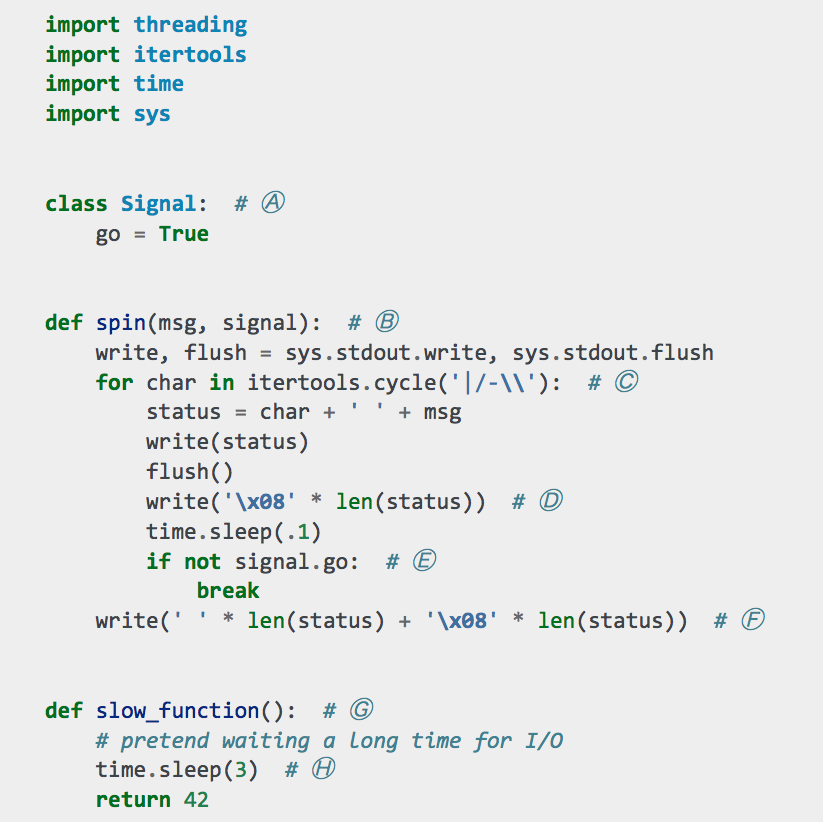 import threading
import itertools
import time
import sys
class Signal:  # Ⓐ
    go = True
def spin(msg, signal):  # Ⓑ
    write, flush = sys.stdout.write, sys.stdout.flush
    for char in itertools.cycle('|/-\\'):  # Ⓒ
        status = char + ' ' + msg
        write(status)
        flush()
        write('\x08' * len(status))  # Ⓓ
        time.sleep(.1)
        if not signal.go:  # Ⓔ
            break
    write(' ' * len(status) + '\x08' * len(status))  # Ⓕ
def slow_function():  # Ⓖ
    # pretend waiting a long time for I/O
    time.sleep(3)  # Ⓗ
    return 42